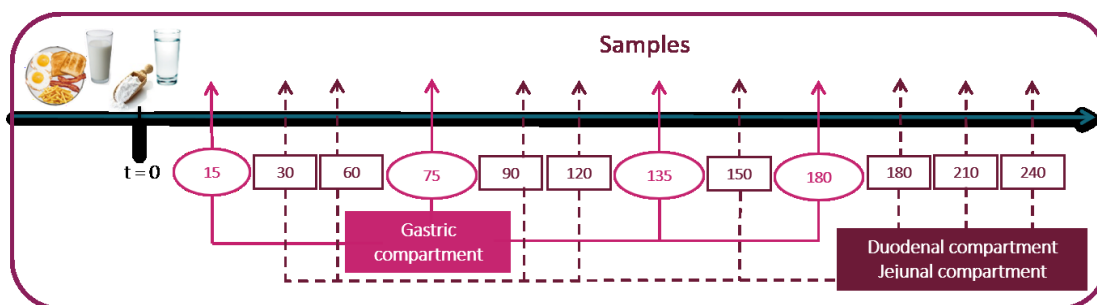 Samples
t = 0
15
30
60
75
90
120
135
150
180
180
210
240
Gastric
compartment
Duodenal compartment
Jejunal compartment